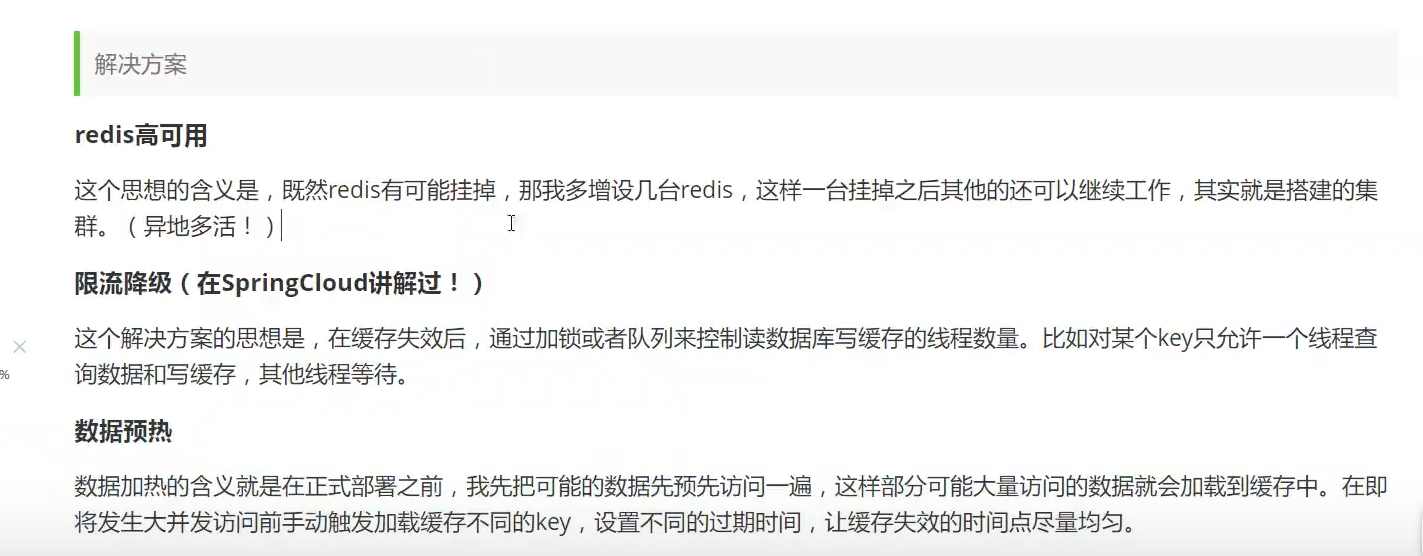 解决方案
redis高可用
这个思想的含义是，既然redis有可能挂掉，那我多增设几台redis，这样一台挂掉之后其他的还可以继续工作，其实就是搭建的集
群。（异地多活！）
限流降级（在SpringCloud讲解过！）
这个解决方案的思想是，在缓存失效后，通过加锁或者队列来控制读数据库写缓存的线程数量。比如对某个key只允许一个线程查
询数据和写缓存，其他线程等待。
%
数据预热
数据加热的含义就是在正式部署之前，我先把可能的数据先预先访问一遍，这样部分可能大量访问的数据就会加载到缓存中。在即
将发生大并发访问前手动触发加载缓存不同的key，设置不同的过期时间，让缓存失效的时间点尽量均匀。